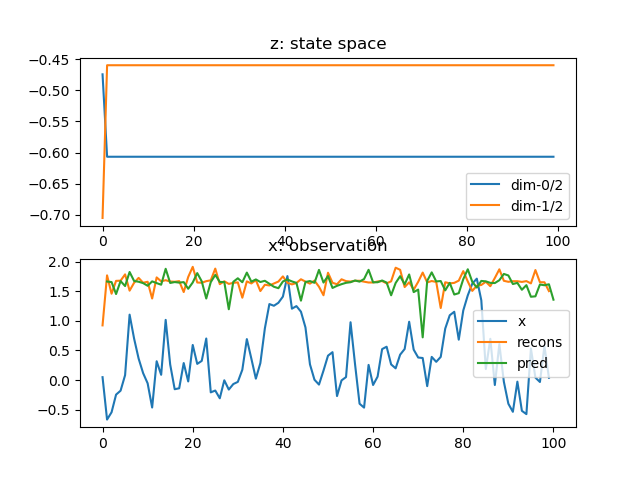 z: state space
−0.45
−0.50
−0.55
−0.60
−0.65
−0.70
dim-0/2
dim-1/2
0 20 40 60 80 100
x: observation
2.0
1.5
1.0
0.5
0.0
−0.5
x
recons
pred
0 20 40 60 80 100